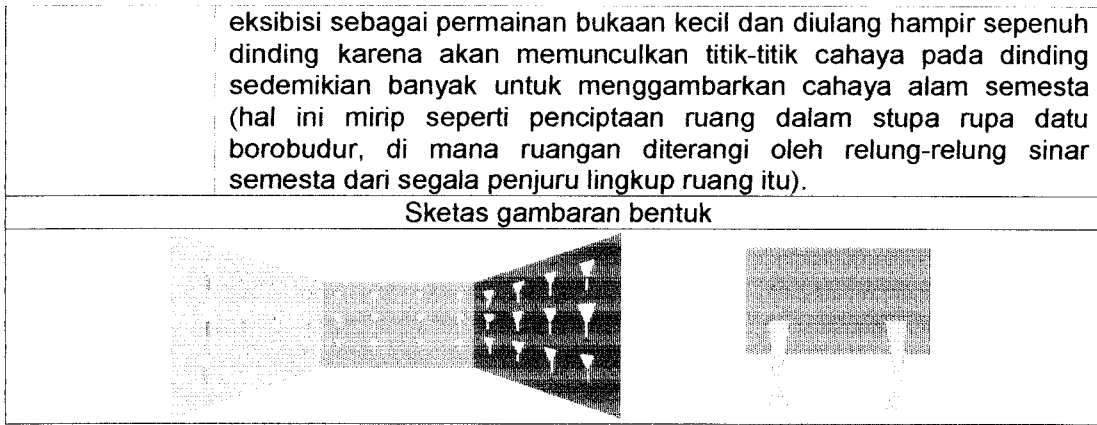 eksibisi sebagai permainan bukaan kecil dan diulang hampir sepenuh
dinding karena akan memunculkan titik-titik cahaya pada dinding
sedemikian banyak untuk menggambarkan cahaya alam semesta
(hal ini mirip seperti penciptaan ruang dalam stupa rupa datu
borobudur, di mana ruangan diterangi oleh relung-relung sinar
semesta dari segala penjuru lingkup ruang itu).
Sketas gambaran bentuk